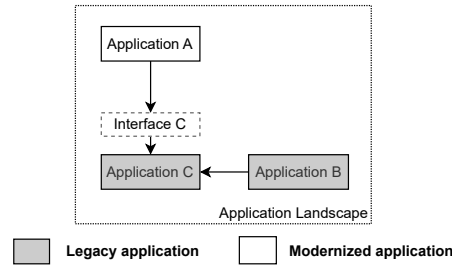 Application A
Interface C
Application C
Application B
Application Landscape
Legacy application
Modernized application